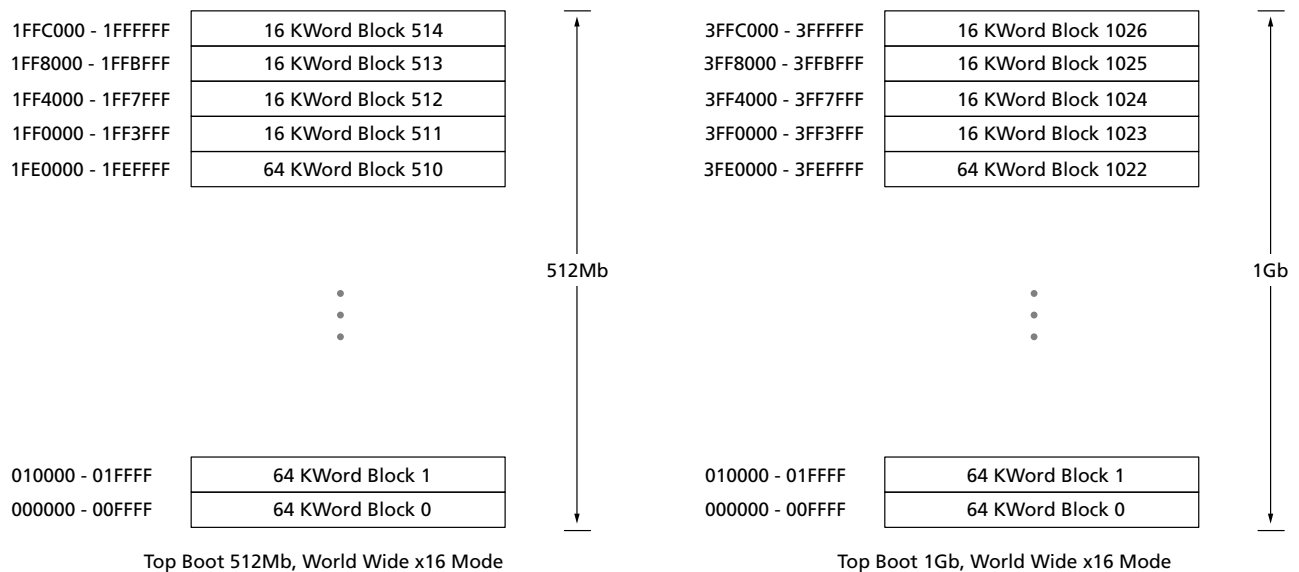 1FFC000 - 1FFFFFF 16 KWord Block 514
1FF8000 - 1FFBFFF 16 KWord Block 513
1FF4000 - 1FF7FFF 16 KWord Block 512
1FF0000 - 1FF3FFF 16 KWord Block 511
1FE0000 - 1FEFFFF 64 KWord Block 510
512Mb
010000 - 01FFFF 64 KWord Block 1
000000 - 00FFFF 64 KWord Block 0
Top Boot 512Mb, World Wide x16 Mode
3FFC000 - 3FFFFFF 16 KWord Block 1026
3FF8000 - 3FFBFFF 16 KWord Block 1025
3FF4000 - 3FF7FFF 16 KWord Block 1024
3FF0000 - 3FF3FFF 16 KWord Block 1023
3FE0000 - 3FEFFFF 64 KWord Block 1022
1Gb
010000 - 01FFFF 64 KWord Block 1
000000 - 00FFFF 64 KWord Block 0
Top Boot 1Gb, World Wide x16 Mode